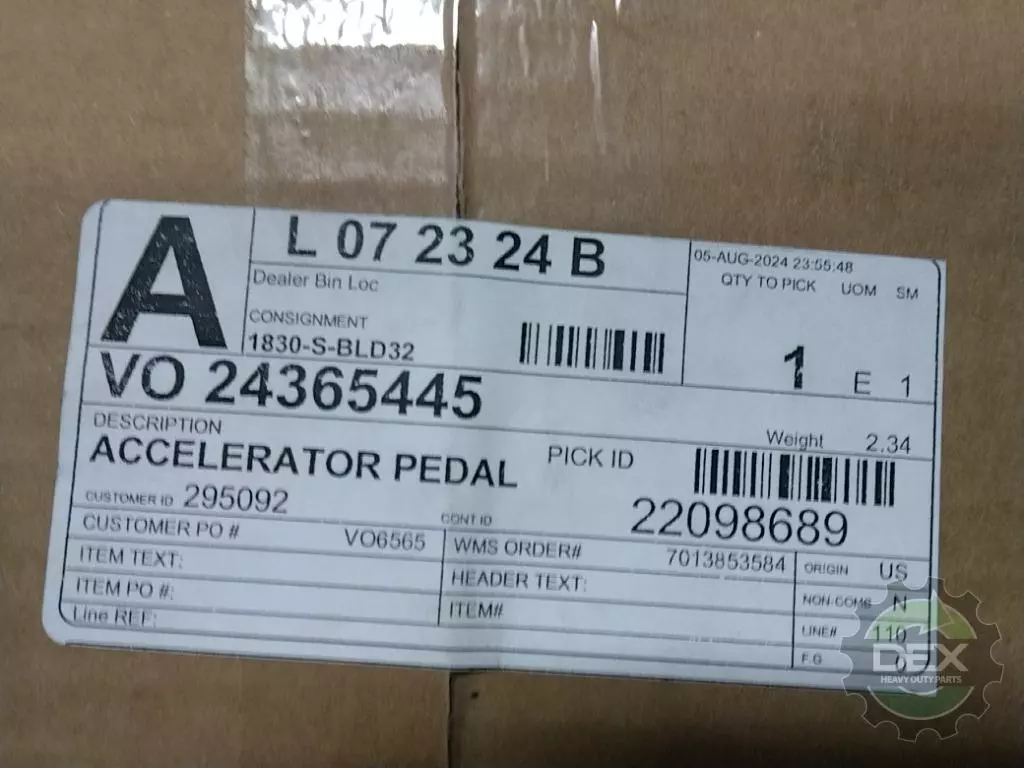 A
L 07 23 24 B
Dealer Bin Loc
CONSIGNMENT
1830-S-BLD32
05-AUG-2024 23:55:48
QTY TO PICK UOM SM
1 E 1
VO 24365445
Weight 2.34
DESCRIPTION
ACCELERATOR PEDAL
PICK ID
22098689
CUSTOMER ID 295092
CONT ID
CUSTOMER PO # VO6565
WMS ORDER# 7013853584
ORIGIN US
ITEM TEXT:
HEADER TEXT:
NON-COMS N
ITEM PO #:
ITEM#
LINE# 110
Line REF:
F.G 0
DEX
HEAVY DUTY PARTS